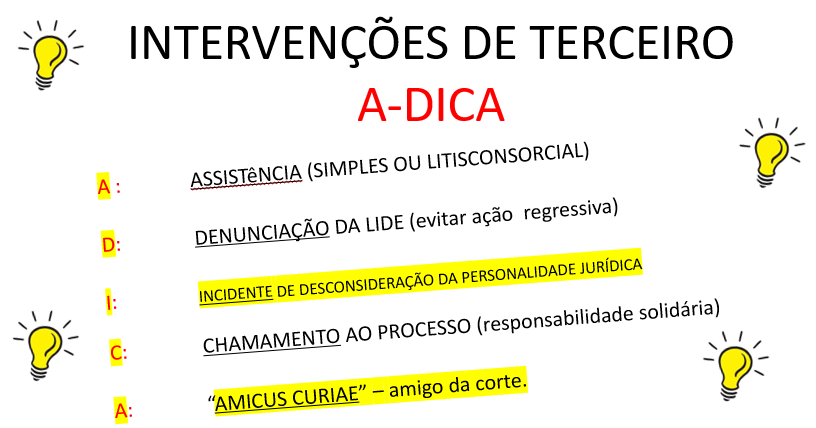 INTERVENÇÕES DE TERCEIRO
A-DICA
A : ASSISTêNCIA (SIMPLES OU LITISCONSORCIAL)
D: DENUNCIAÇÃO DA LIDE (evitar ação regressiva)
I: INCIDENTE DE DESCONSIDERAÇÃO DA PERSONALIDADE JURÍDICA
C: CHAMAMENTO AO PROCESSO (responsabilidade solidária)
A: “AMICUS CURIAE” – amigo da corte.